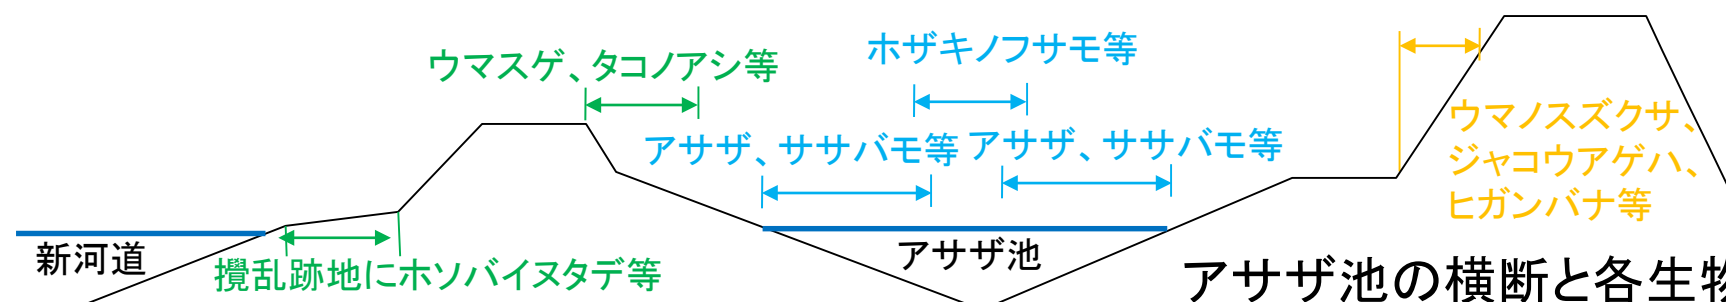 ホザキノフサモ等
ウマスゲ、タコノアシ等
アサザ、ササバモ等
アサザ、ササバモ等
ウマノスズクサ、
ジャコウアゲハ、
ヒガンバナ等
新河道
アサザ池
攪乱跡地にホソバイヌタデ等
アサザ池の横断と各生物